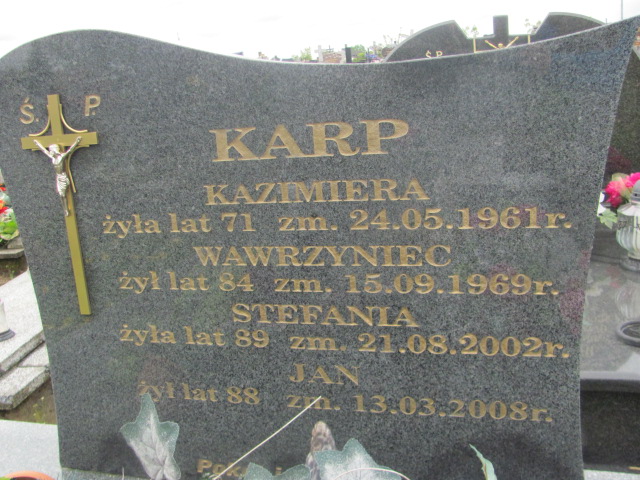 Ś. P.
KARP
KAZIMIERA
żyła lat 71 zm. 24.05.1961r.
WAWRZYNIEC
żył lat 84 zm. 15.09.1969r.
STEFANIA
żyła lat 89 zm. 21.08.2002r.
JAN
żył lat 88 zm. 13.03.2008r.